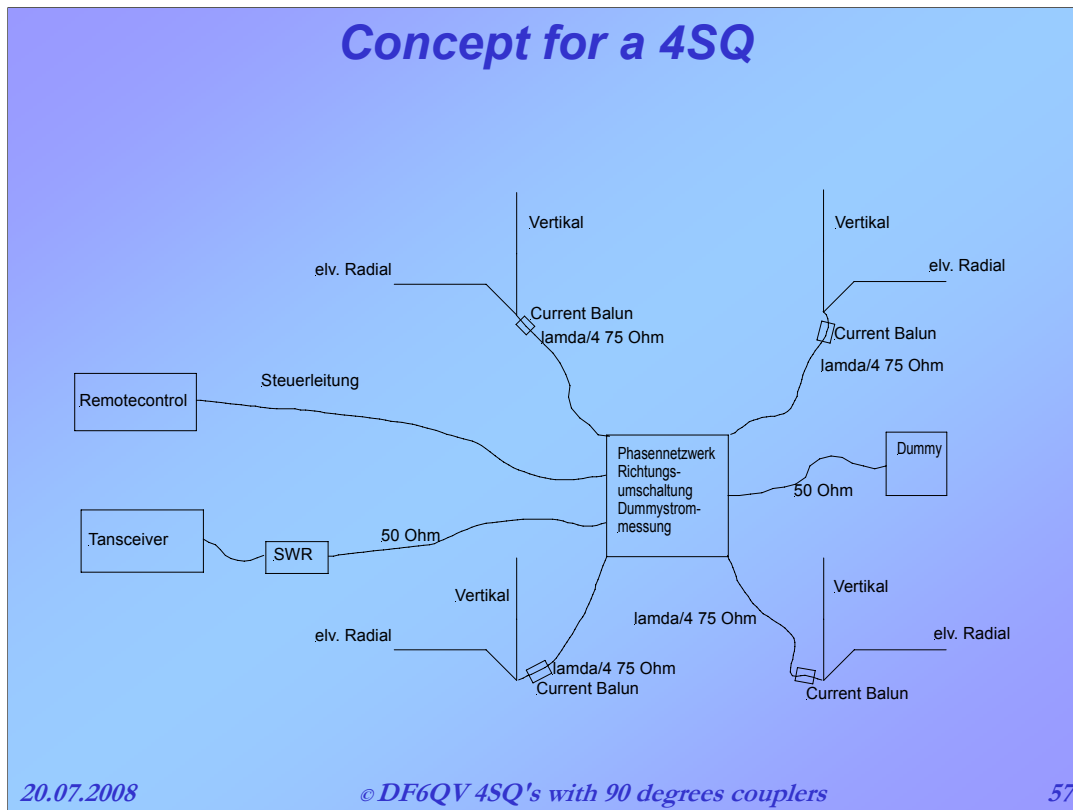 Concept for a 4SQ
Vertikal
Vertikal
elv. Radial
elv. Radial
Current Balun
lamda/4 75 Ohm
Current Balun
lamda/4 75 Ohm
Steuerleitung
Remotecontrol
Phasennetzwerk
Richtungs-
umschaltung
Dummystrom-
messung
Dummy
50 Ohm
Tansceiver
SWR
50 Ohm
Vertikal
elv. Radial
lamda/4 75 Ohm
Current Balun
lamda/4 75 Ohm
Vertikal
elv. Radial
Current Balun
20.07.2008 © DF6QV 4SQ's with 90 degrees couplers 57